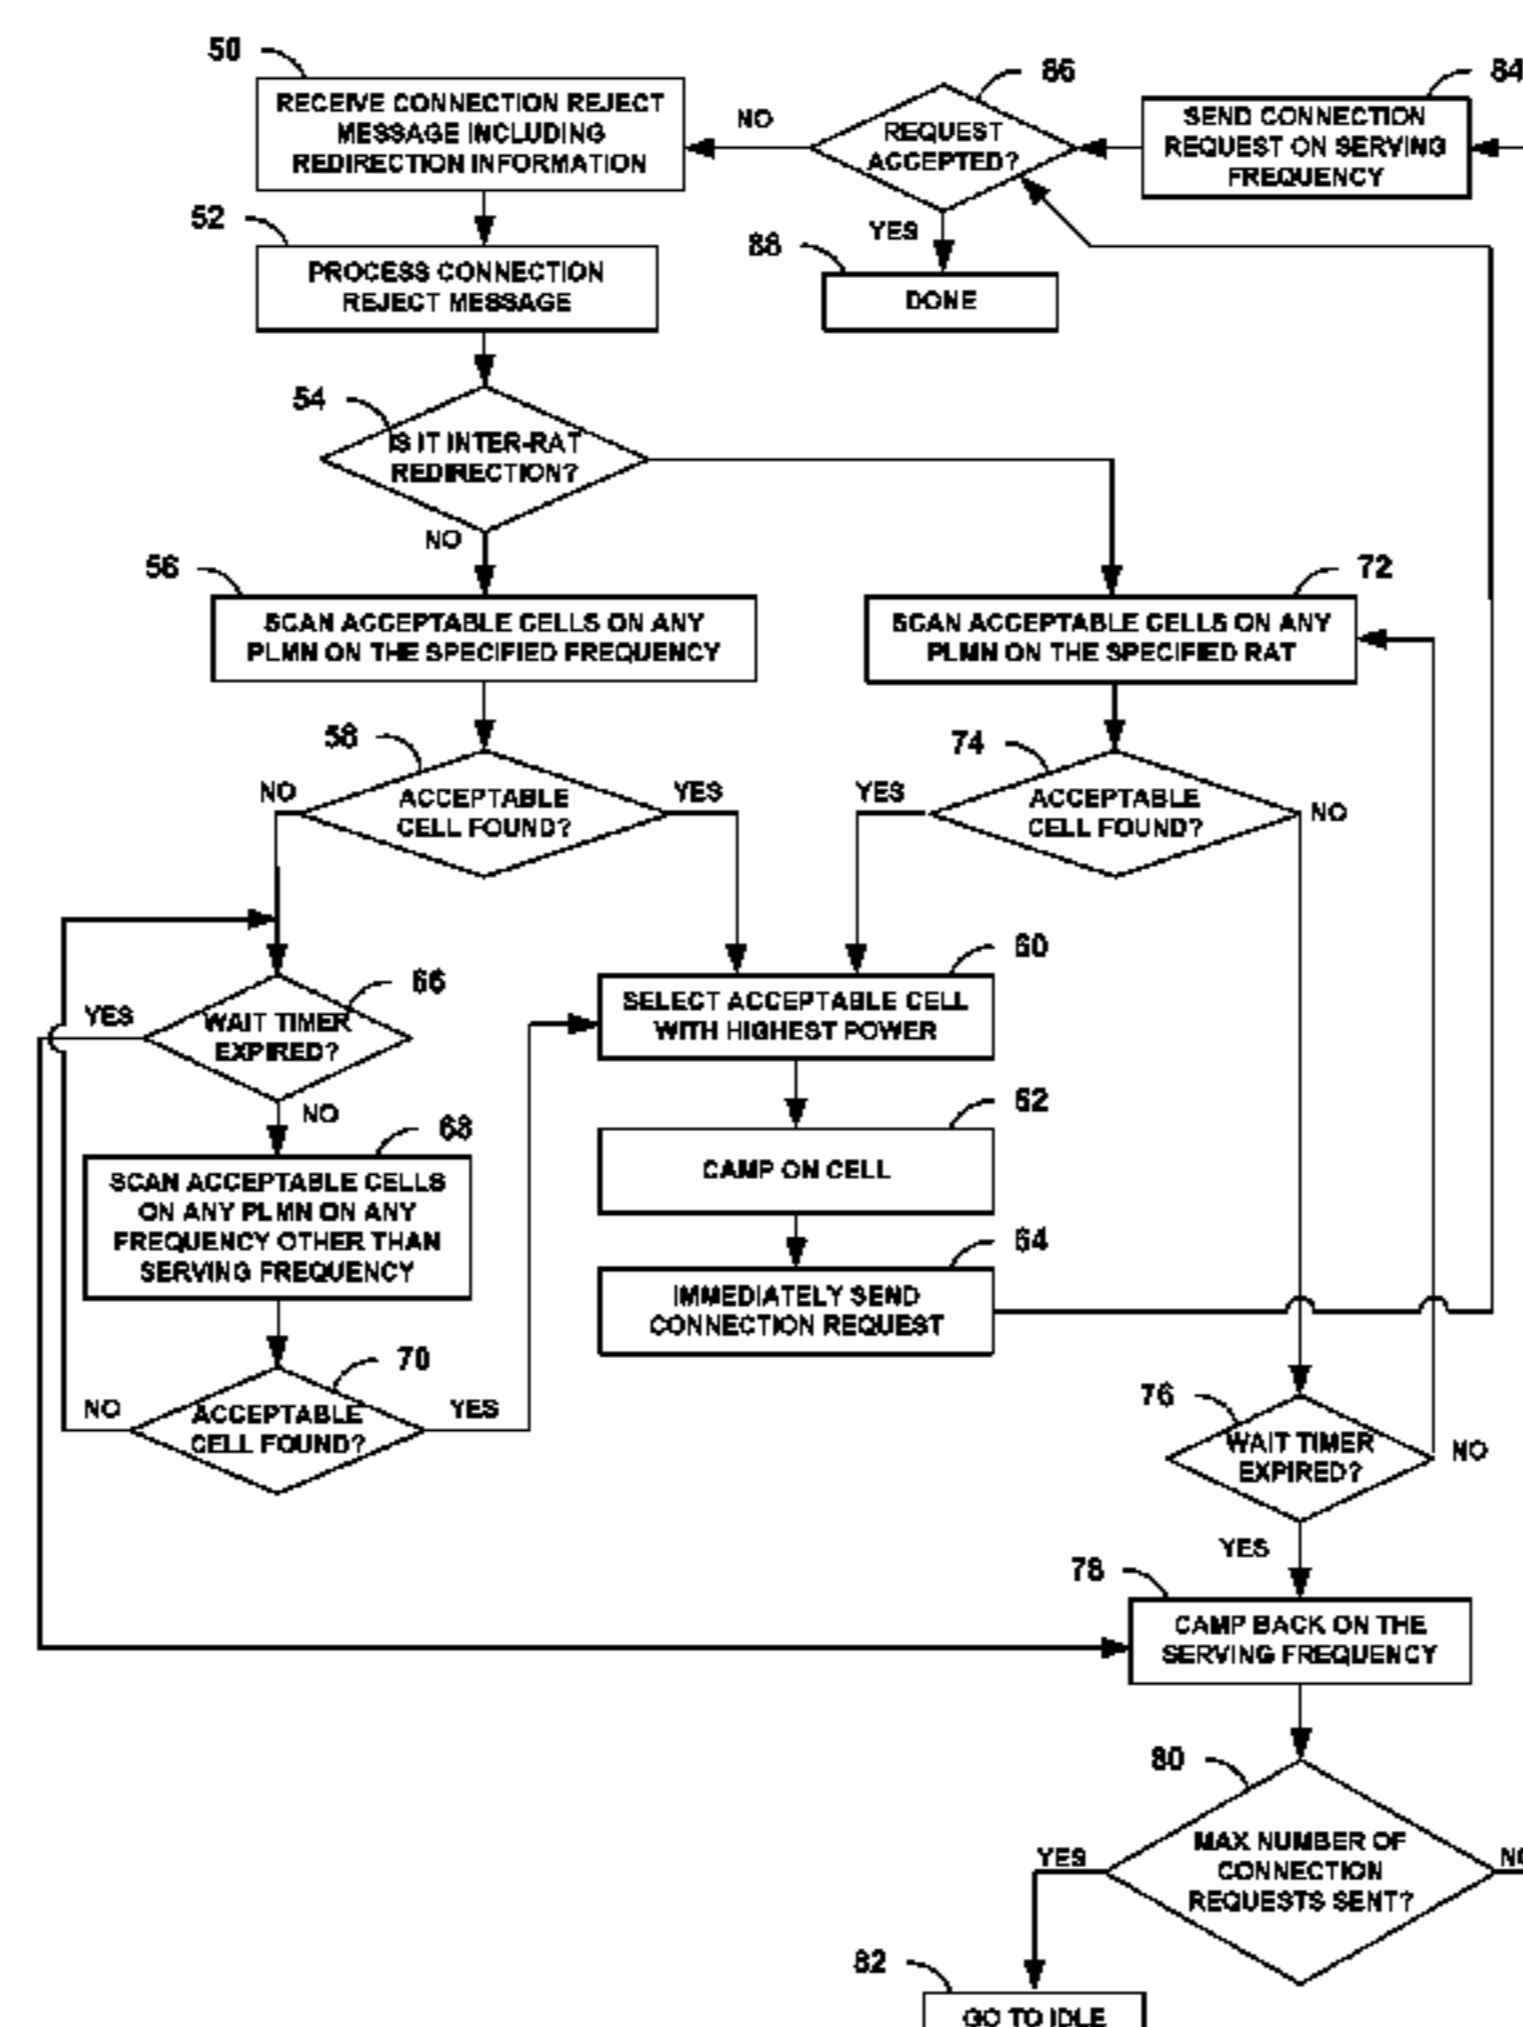 50
RECEIVE CONNECTION REJECT
MESSAGE INCLUDING
REDIRECTION INFORMATION
NO
86
REQUEST
ACCEPTED?
84
SEND CONNECTION
REQUEST ON SERVING
FREQUENCY
YES
88
DONE
52
PROCESS CONNECTION
REJECT MESSAGE
54
IS IT INTER-RAT
REDIRECTION?
NO
56
SCAN ACCEPTABLE CELLS ON ANY
PLMN ON THE SPECIFIED FREQUENCY
72
SCAN ACCEPTABLE CELLS ON ANY
PLMN ON THE SPECIFIED RAT
58
NO
ACCEPTABLE
CELL FOUND?
YES
74
YES
ACCEPTABLE
CELL FOUND?
NO
60
SELECT ACCEPTABLE CELL
WITH HIGHEST POWER
66
YES
WAIT TIMER
EXPIRED?
NO
62
CAMP ON CELL
68
SCAN ACCEPTABLE CELLS
ON ANY PLMN ON ANY
FREQUENCY OTHER THAN
SERVING FREQUENCY
64
IMMEDIATELY SEND
CONNECTION REQUEST
70
NO
ACCEPTABLE
CELL FOUND?
YES
76
WAIT TIMER
EXPIRED?
NO
YES
78
CAMP BACK ON THE
SERVING FREQUENCY
80
YES
MAX NUMBER OF
CONNECTION
REQUESTS SENT?
NO
82
GO TO IDLE